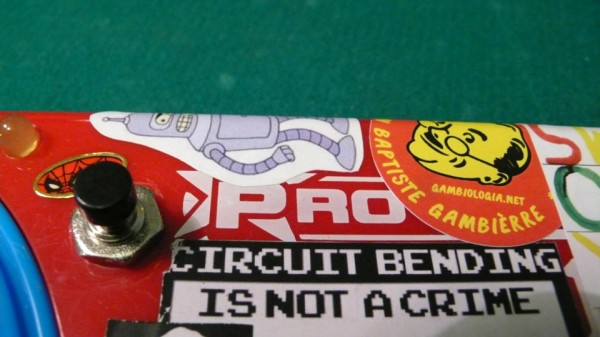 PRO
BAPTISTE
GAMBIÈRRE
GAMBIOLOGIA.NET
CIRCUIT BENDING
IS NOT A CRIME